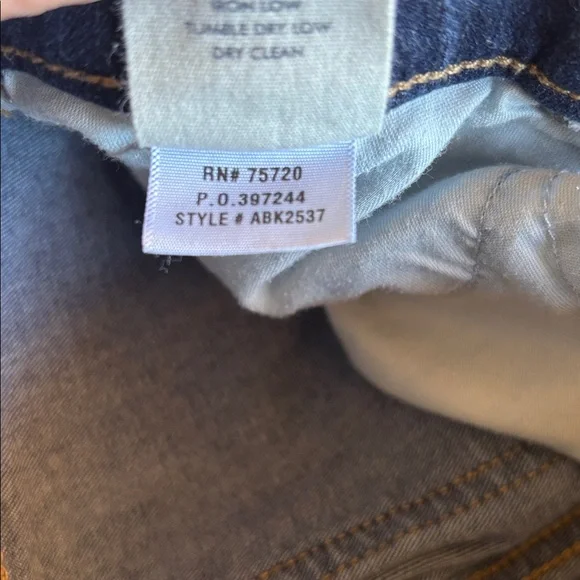 IRON LOW
TUMBLE DRY LOW
DRY CLEAN
RN# 75720
P.O.397244
STYLE # ABK2537